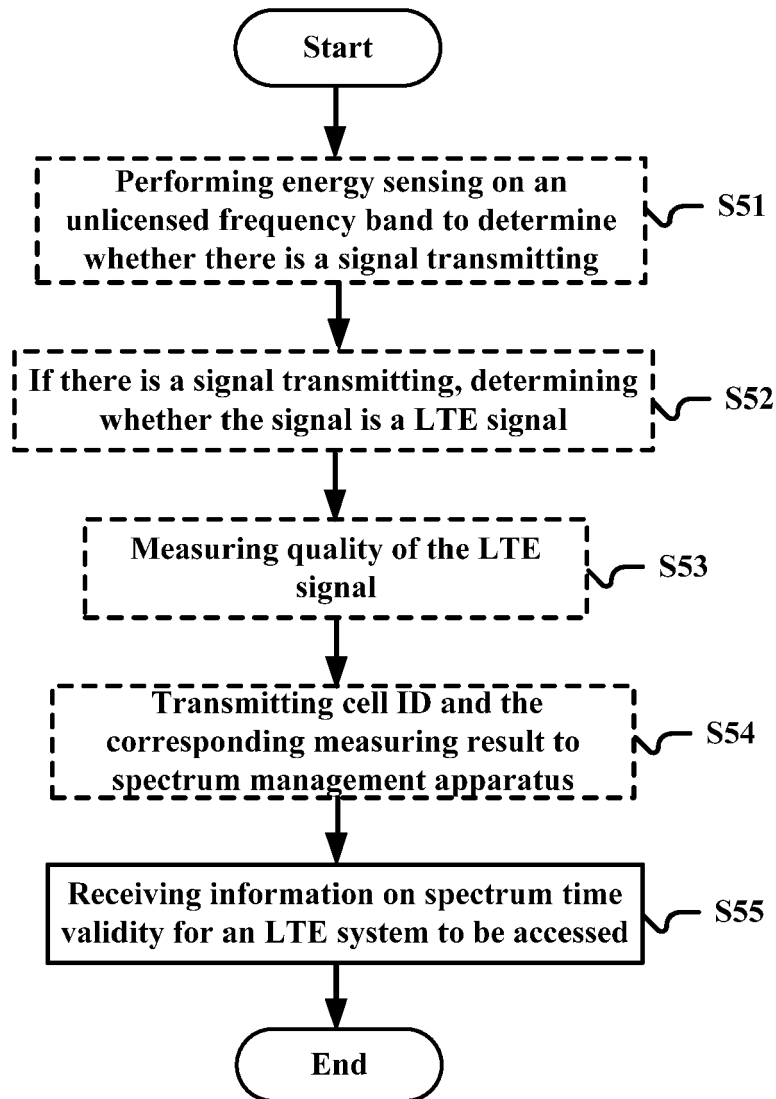 Start
Performing energy sensing on an
unlicensed frequency band to determine
whether there is a signal transmitting
S51
If there is a signal transmitting, determining
whether the signal is a LTE signal
S52
Measuring quality of the LTE
signal
S53
Transmitting cell ID and the
corresponding measuring result to
spectrum management apparatus
S54
Receiving information on spectrum time
validity for an LTE system to be accessed
S55
End